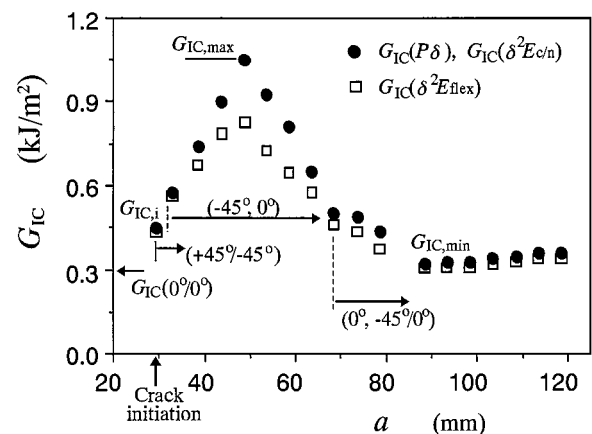 1.2
0.9
0.6
0.3
0.0
G_IC (kJ/m²)
G_IC,max
● G_IC(Pδ), G_IC(δ²E_c/n)
□ G_IC(δ²E_flex)
G_IC,i
(-45°, 0°)
(+45°/-45°)
G_IC(0°/0°)
G_IC,min
(0°, -45°/0°)
20 40 60 80 100 120
Crack
initiation
a (mm)